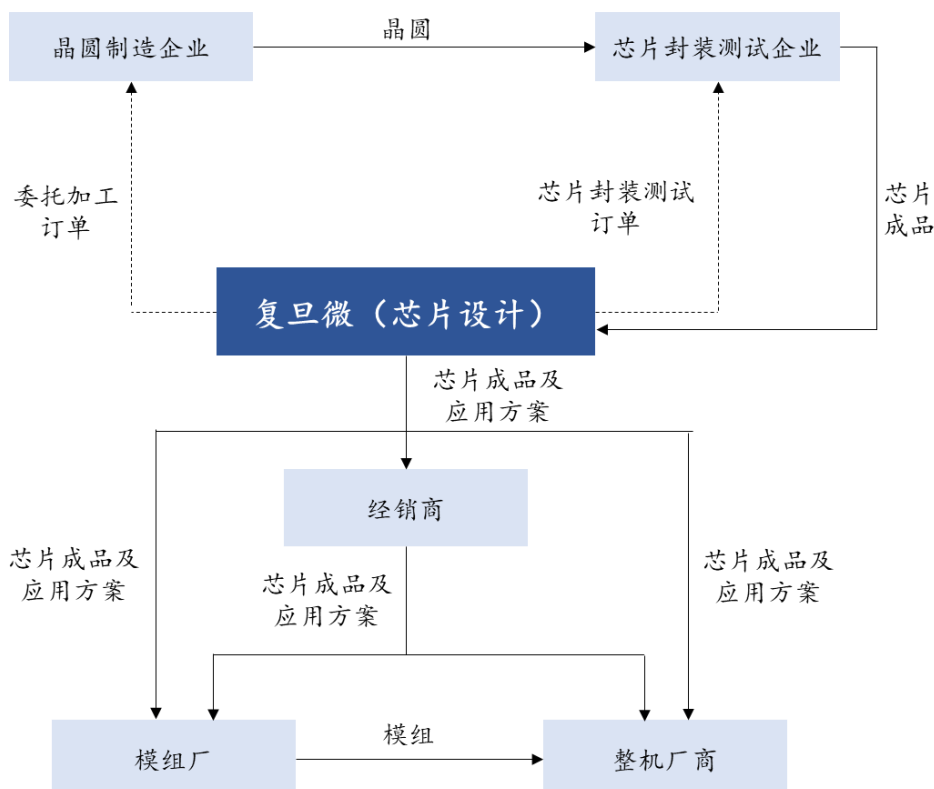 晶圆制造企业
晶圆
芯片封装测试企业
委托加工
订单
芯片封装测试
订单
芯片
成品
复旦微（芯片设计）
芯片成品及
应用方案
经销商
芯片成品及
应用方案
芯片成品及
应用方案
芯片成品及
应用方案
模组厂
模组
整机厂商